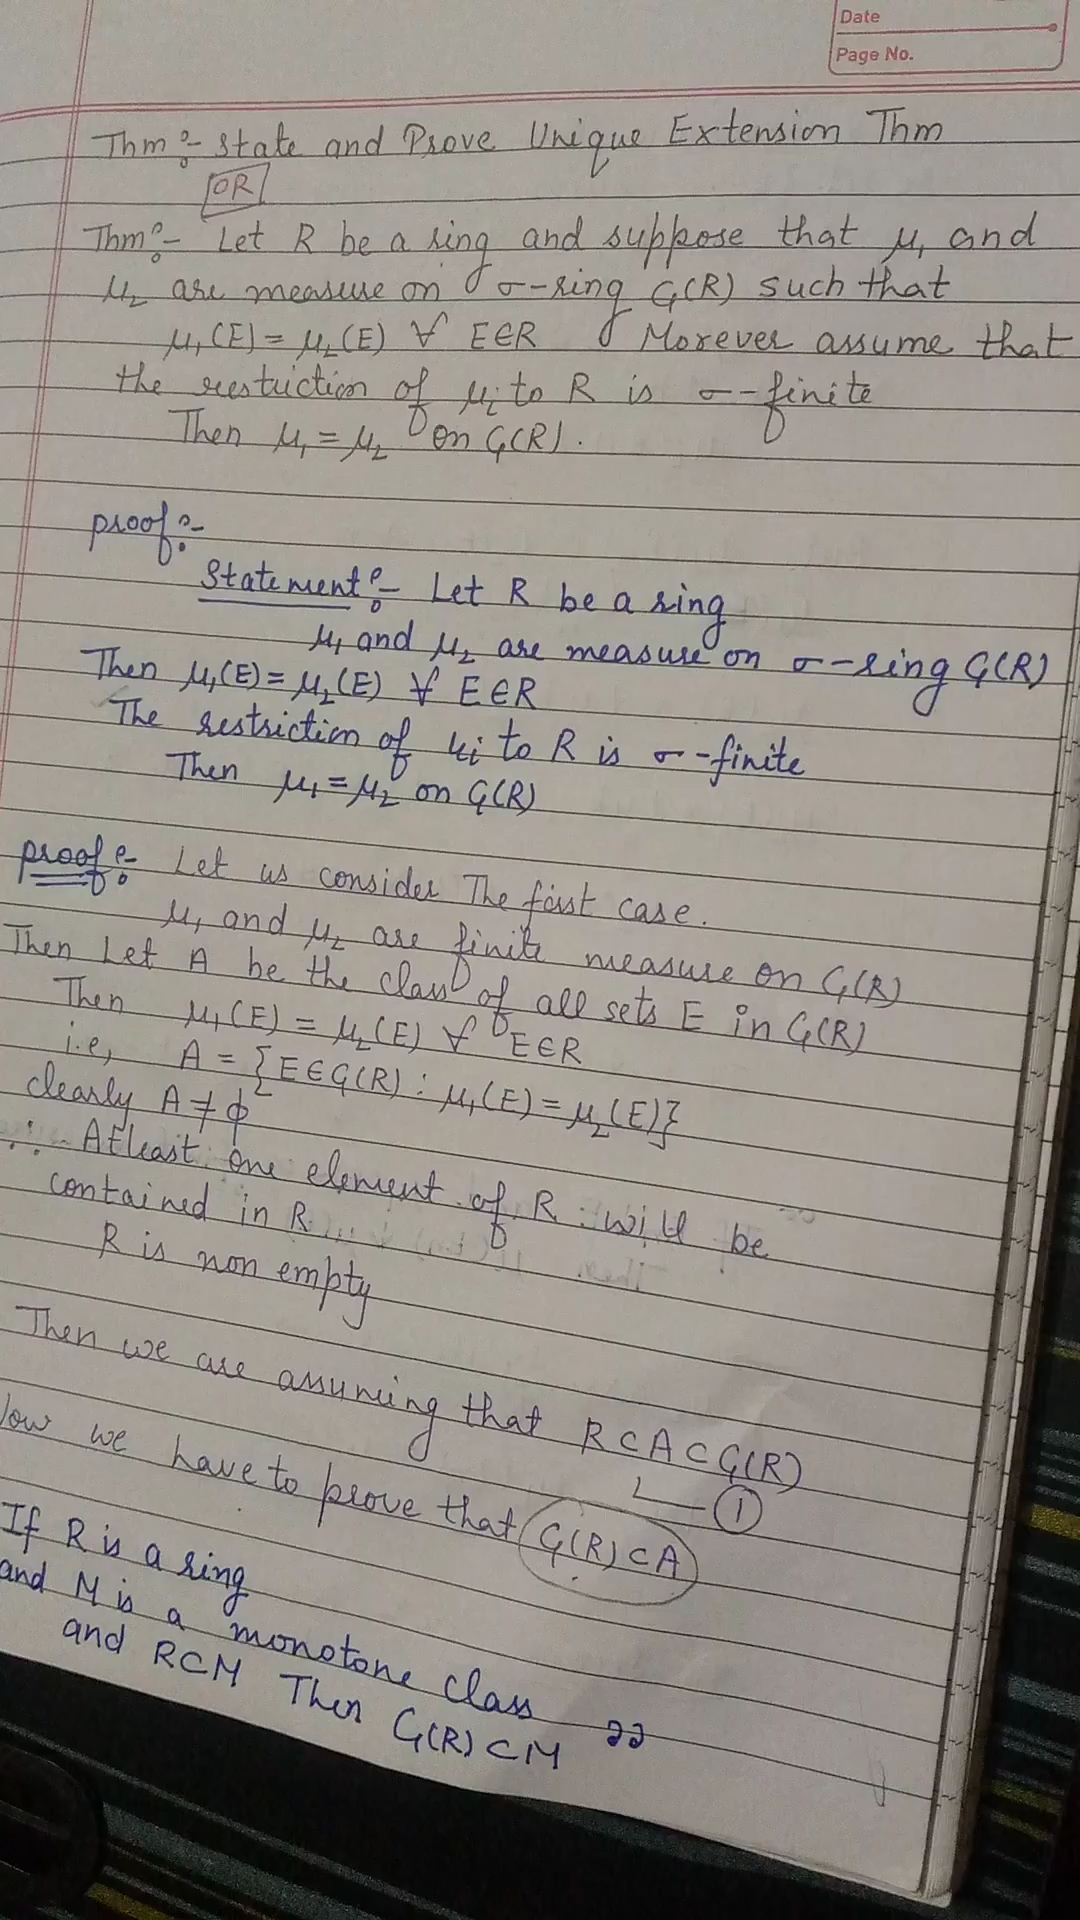 Date
Page No.
Thm :- State and Prove Unique Extension Thm
OR
Thm :- Let R be a ring and suppose that μ₁ and
μ₂ are measure on σ-ring G(R) such that
μ₁(E) = μ₂(E) ∀ E∈R Morever assume that
the restriction of μᵢ to R is σ-finite
Then μ₁ = μ₂ on G(R).
proof :-
Statement :- Let R be a ring
μ₁ and μ₂ are measure on σ-ring G(R)
Then μ₁(E) = μ₂(E) ∀ E∈R
The restriction of μᵢ to R is σ-finite
Then μ₁ = μ₂ on G(R)
proof :- Let us consider The first case.
μ₁ and μ₂ are finite measure on G(R)
Then Let A be the class of all sets E in G(R)
Then μ₁(E) = μ₂(E) ∀ E∈R
i.e, A = {E∈G(R) : μ₁(E) = μ₂(E)}
clearly A ≠ φ
∴ Atleast one element of R will be
contained in R
R is non empty
Then we are assuming that R⊂A⊂G(R)
①
we have to prove that G(R)⊂A
If R is a ring
and M is a monotone class
and R⊂M Then G(R)⊂M "